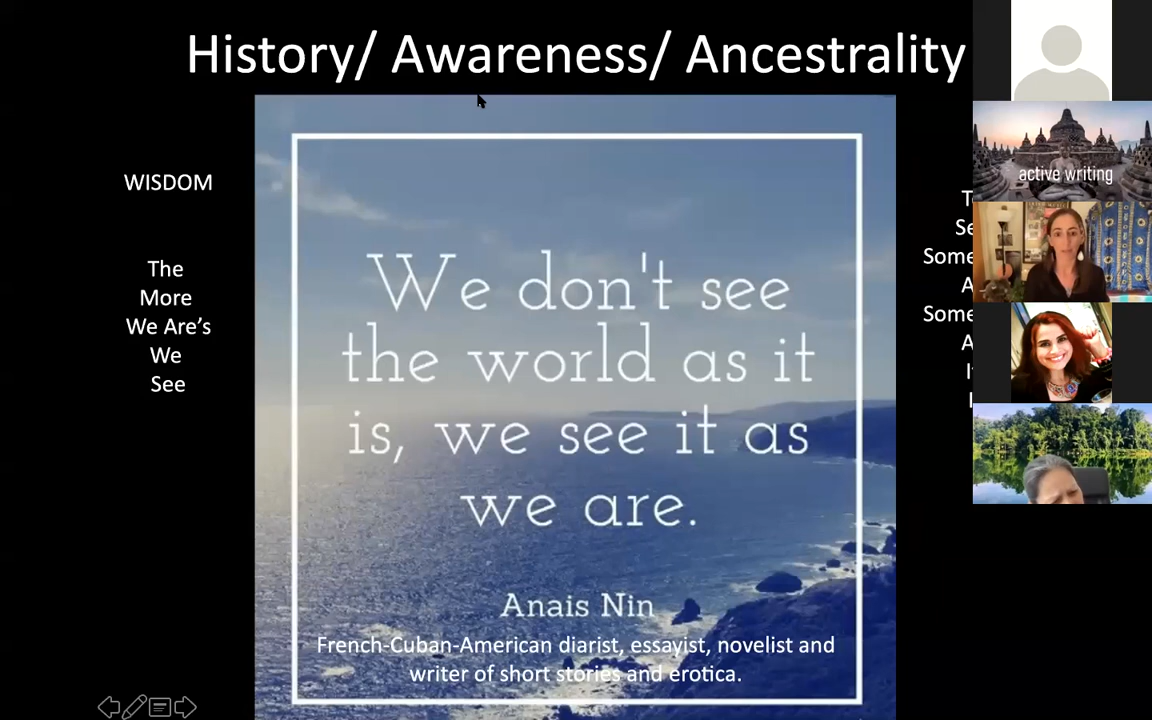 History/ Awareness/ Ancestrality
WISDOM
The
More
We Are’s
We
See
We don't see
the world as it
is, we see it as
we are.
Anais Nin
French-Cuban-American diarist, essayist, novelist and
writer of short stories and erotica.
active writing